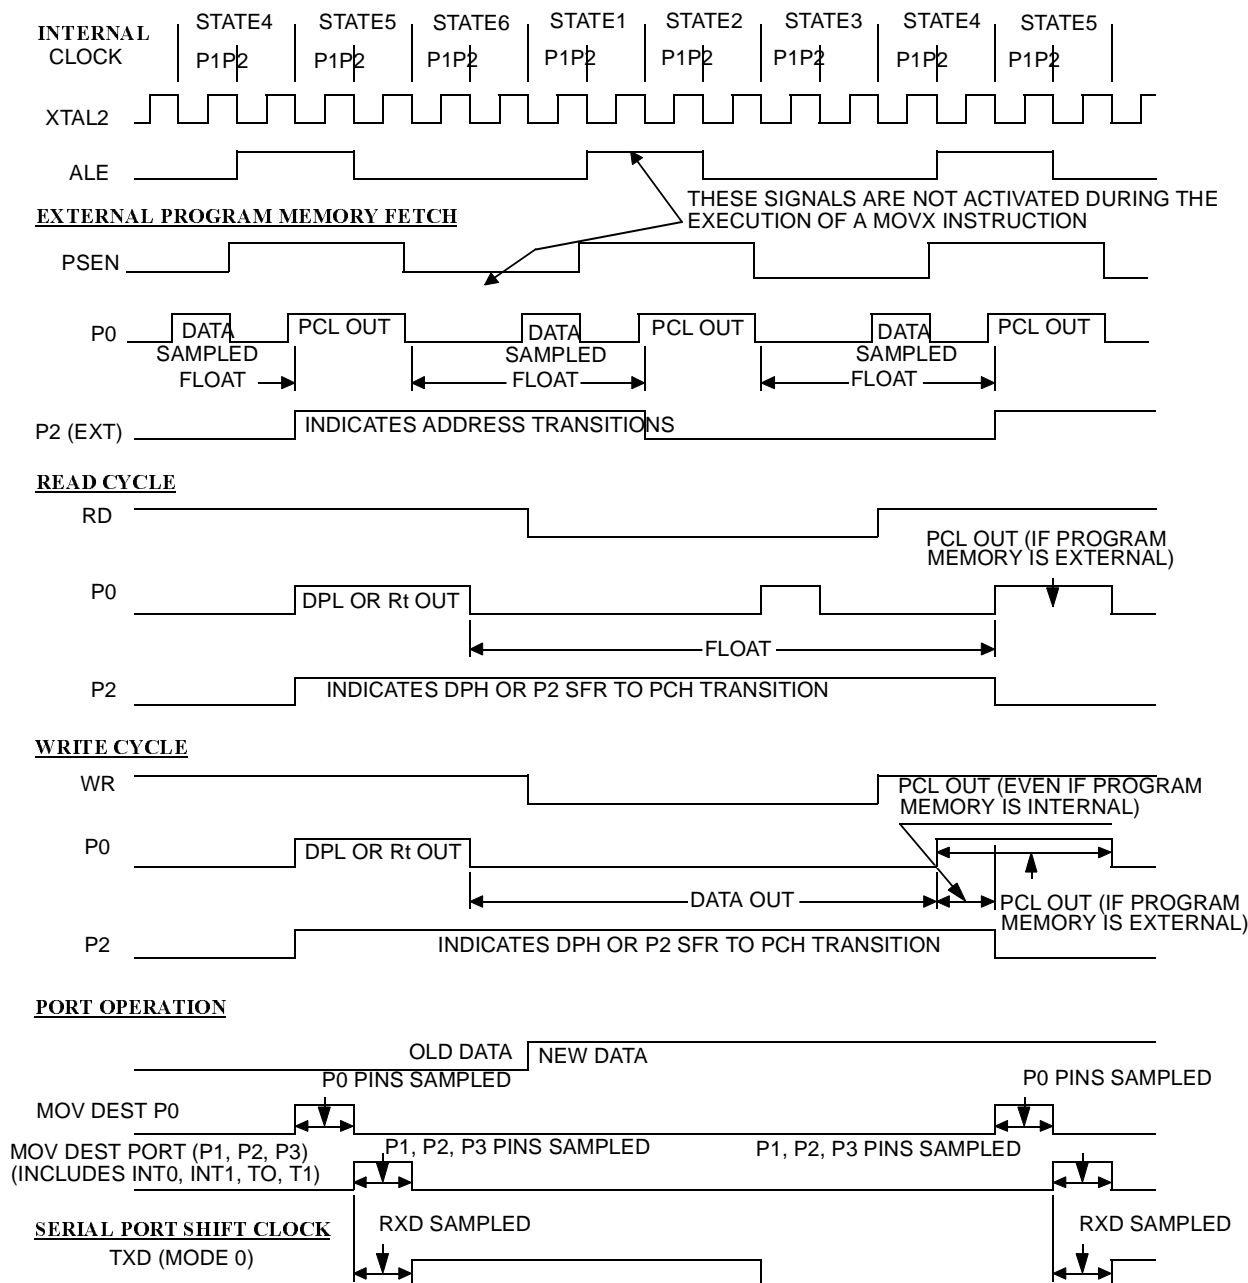 INTERNAL
CLOCK
STATE4 STATE5 STATE6 STATE1 STATE2 STATE3 STATE4 STATE5
P1P2 P1P2 P1P2 P1P2 P1P2 P1P2 P1P2 P1P2
XTAL2
ALE
THESE SIGNALS ARE NOT ACTIVATED DURING THE
EXECUTION OF A MOVX INSTRUCTION
EXTERNAL PROGRAM MEMORY FETCH
PSEN
P0
DATA PCL OUT DATA PCL OUT DATA PCL OUT
SAMPLED SAMPLED SAMPLED
FLOAT FLOAT FLOAT
P2 (EXT)
INDICATES ADDRESS TRANSITIONS
READ CYCLE
RD
PCL OUT (IF PROGRAM
MEMORY IS EXTERNAL)
P0
DPL OR Rt OUT
FLOAT
P2
INDICATES DPH OR P2 SFR TO PCH TRANSITION
WRITE CYCLE
WR
PCL OUT (EVEN IF PROGRAM
MEMORY IS INTERNAL)
P0
DPL OR Rt OUT
DATA OUT
PCL OUT (IF PROGRAM
MEMORY IS EXTERNAL)
P2
INDICATES DPH OR P2 SFR TO PCH TRANSITION
PORT OPERATION
OLD DATA NEW DATA
P0 PINS SAMPLED P0 PINS SAMPLED
MOV DEST P0
MOV DEST PORT (P1, P2, P3)
(INCLUDES INT0, INT1, TO, T1)
P1, P2, P3 PINS SAMPLED P1, P2, P3 PINS SAMPLED
SERIAL PORT SHIFT CLOCK
TXD (MODE 0)
RXD SAMPLED RXD SAMPLED